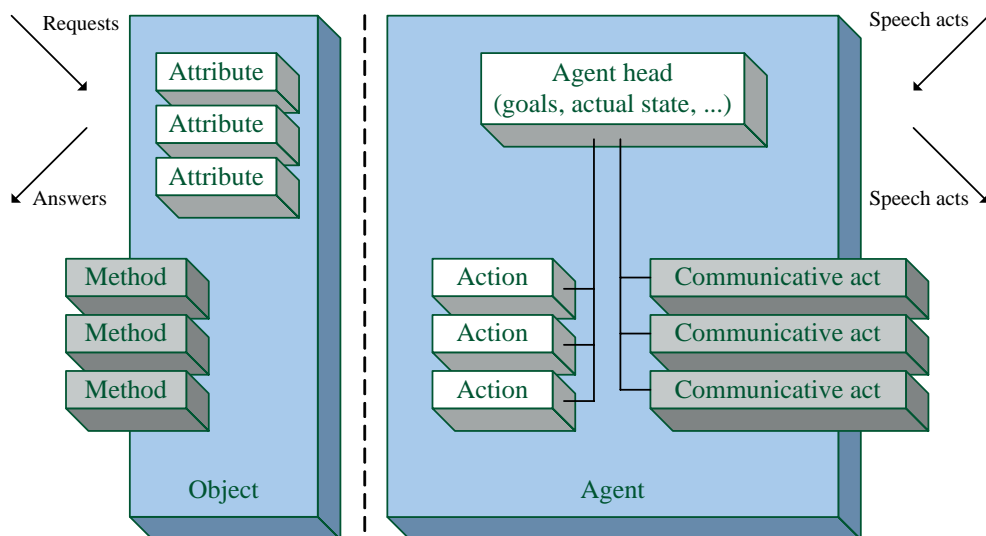 Requests
Attribute
Attribute
Attribute
Answers
Method
Method
Method
Object
Agent head
(goals, actual state, ...)
Speech acts
Speech acts
Action
Action
Action
Communicative act
Communicative act
Communicative act
Agent